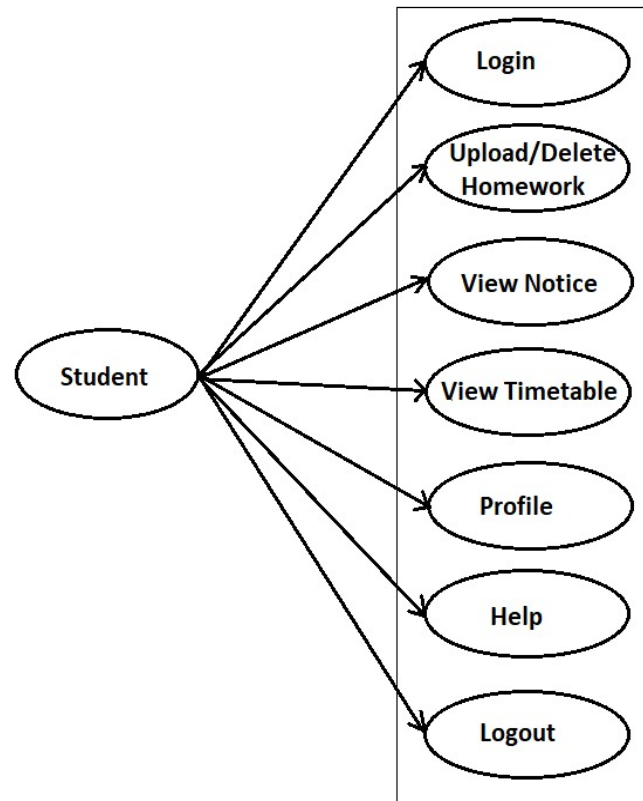 Login
Upload/Delete
Homework
View Notice
Student
View Timetable
Profile
Help
Logout